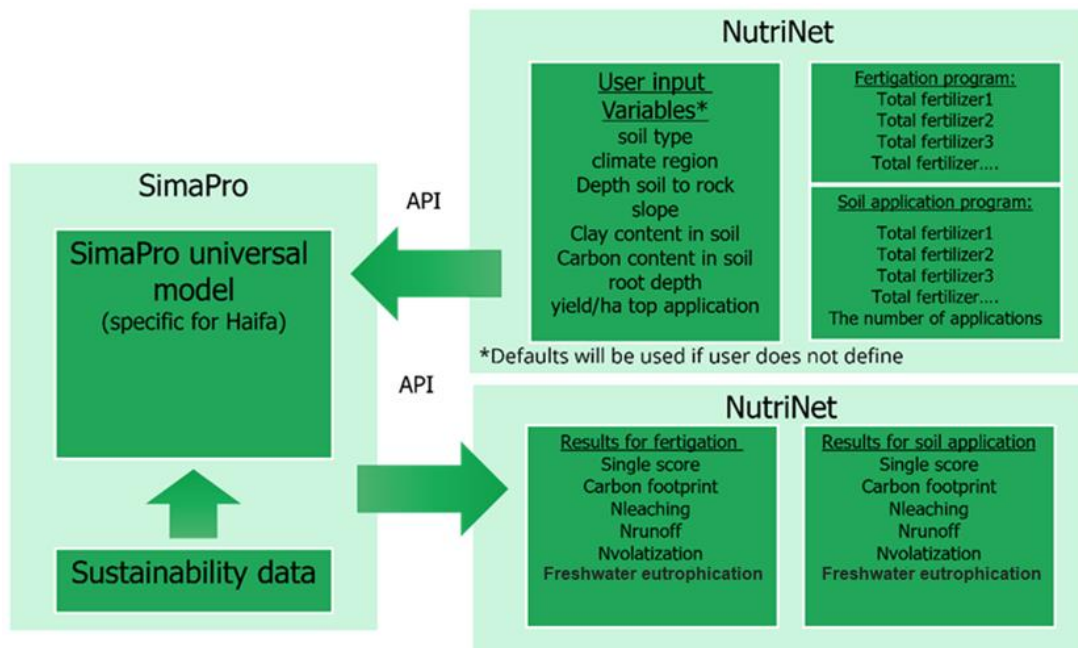 NutriNet
User input
Variables*
soil type
climate region
Depth soil to rock
slope
Clay content in soil
Carbon content in soil
root depth
yield/ha top application
Fertigation program:
Total fertilizer1
Total fertilizer2
Total fertilizer3
Total fertilizer....
Soil application program:
Total fertilizer1
Total fertilizer2
Total fertilizer3
Total fertilizer....
The number of applications
*Defaults will be used if user does not define
SimaPro
SimaPro universal
model
(specific for Haifa)
Sustainability data
API
API
NutriNet
Results for fertigation
Single score
Carbon footprint
Nleaching
Nrunoff
Nvolatization
Freshwater eutrophication
Results for soil application
Single score
Carbon footprint
Nleaching
Nrunoff
Nvolatization
Freshwater eutrophication